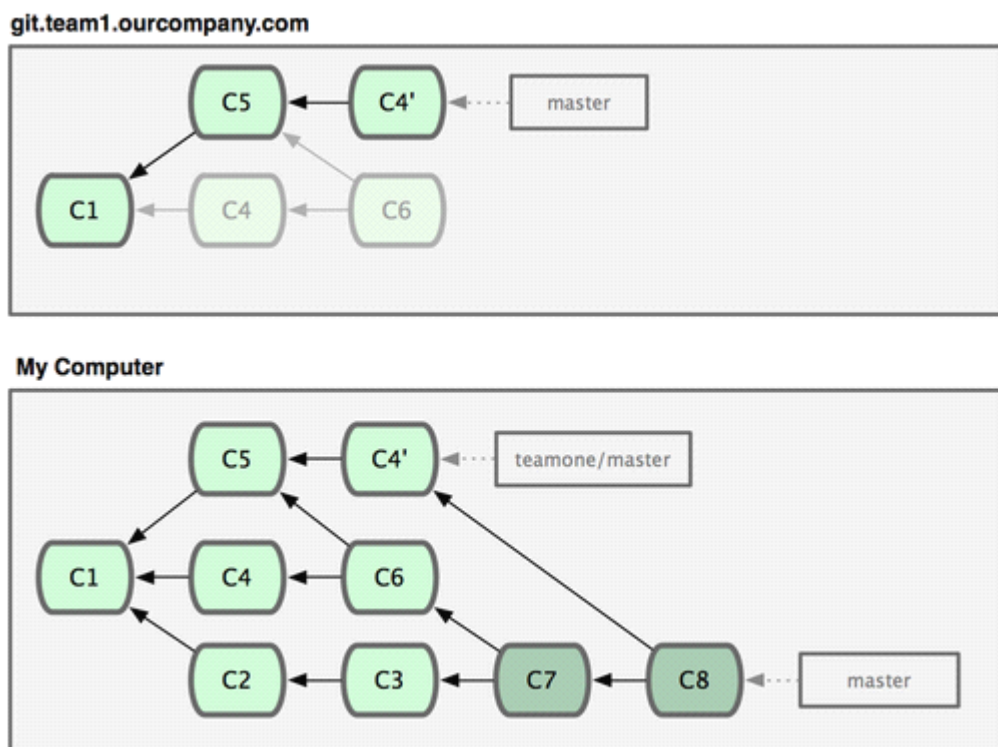 git.team1.ourcompany.com
C5 C4' master
C1 C4 C6
My Computer
C5 C4' teamone/master
C1 C4 C6
C2 C3 C7 C8 master